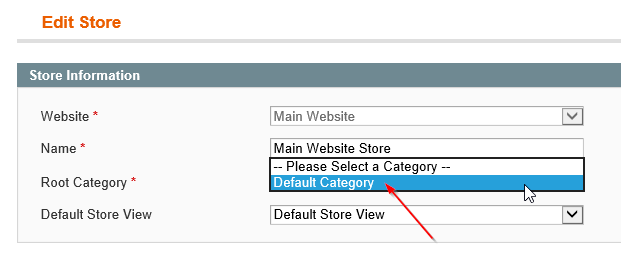 Edit Store
Store Information
Website * Main Website
Name * Main Website Store
-- Please Select a Category --
Root Category * Default Category
Default Store View Default Store View